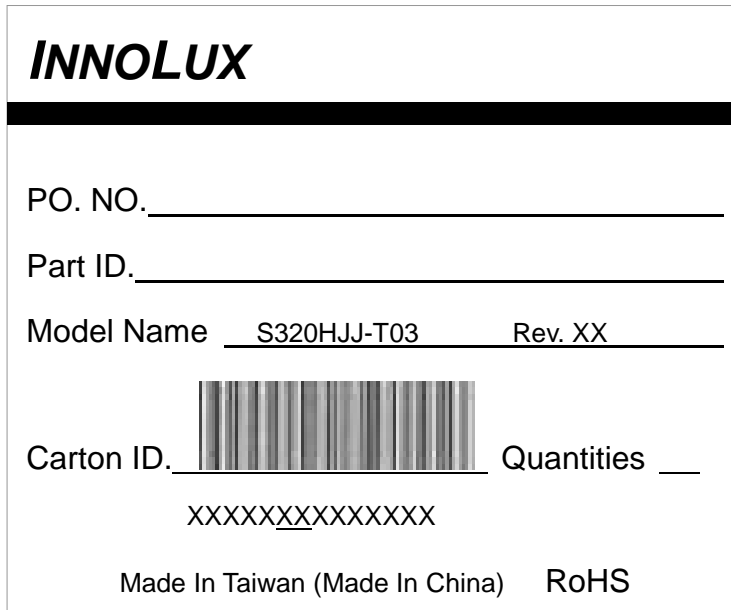 INNOLUX
PO. NO.
Part ID.
Model Name S320HJJ-T03 Rev. XX
Carton ID. Quantities
XXXXXXXXXXXXXX
Made In Taiwan (Made In China) RoHS